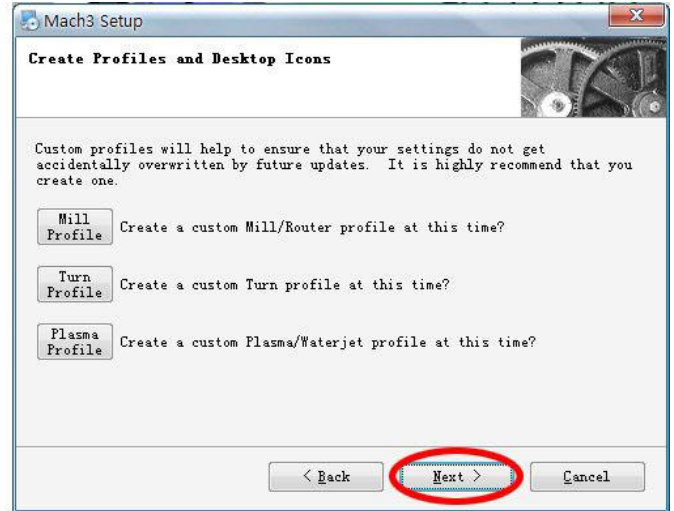 Mach3 Setup
Create Profiles and Desktop Icons
Custom profiles will help to ensure that your settings do not get
accidentally overwritten by future updates.  It is highly recommend that you
create one.
Mill
Profile
Create a custom Mill/Router profile at this time?
Turn
Profile
Create a custom Turn profile at this time?
Plasma
Profile
Create a custom Plasma/Waterjet profile at this time?
< Back
Next >
Cancel